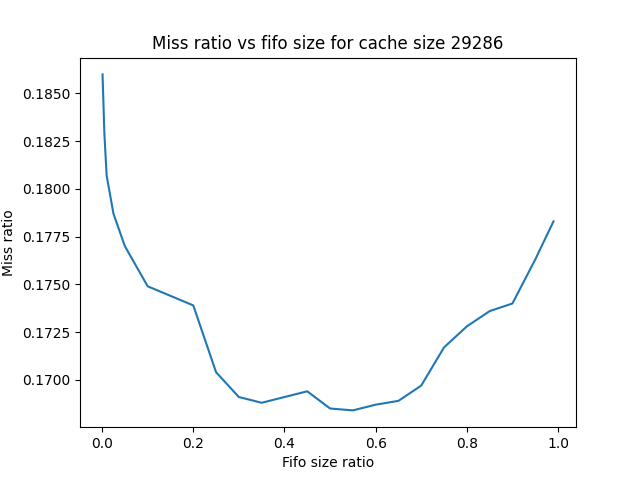 Miss ratio vs fifo size for cache size 29286
Miss ratio
0.1850
0.1825
0.1800
0.1775
0.1750
0.1725
0.1700
0.0 0.2 0.4 0.6 0.8 1.0
Fifo size ratio